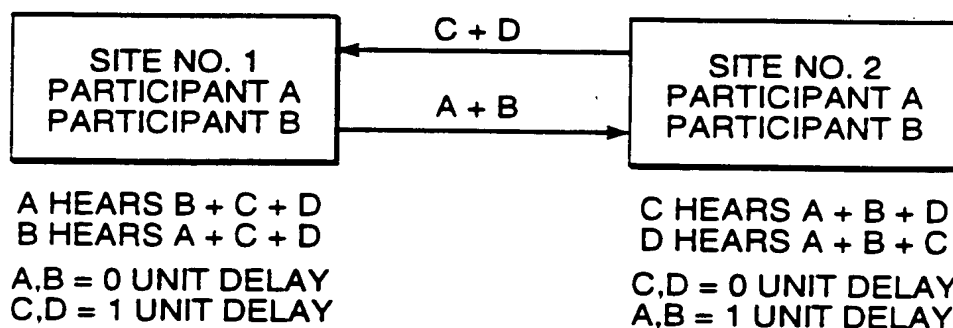 C + D
SITE NO. 1
PARTICIPANT A
PARTICIPANT B
A + B
SITE NO. 2
PARTICIPANT A
PARTICIPANT B
A HEARS B + C + D
B HEARS A + C + D
A,B = 0 UNIT DELAY
C,D = 1 UNIT DELAY
C HEARS A + B + D
D HEARS A + B + C
C,D = 0 UNIT DELAY
A,B = 1 UNIT DELAY